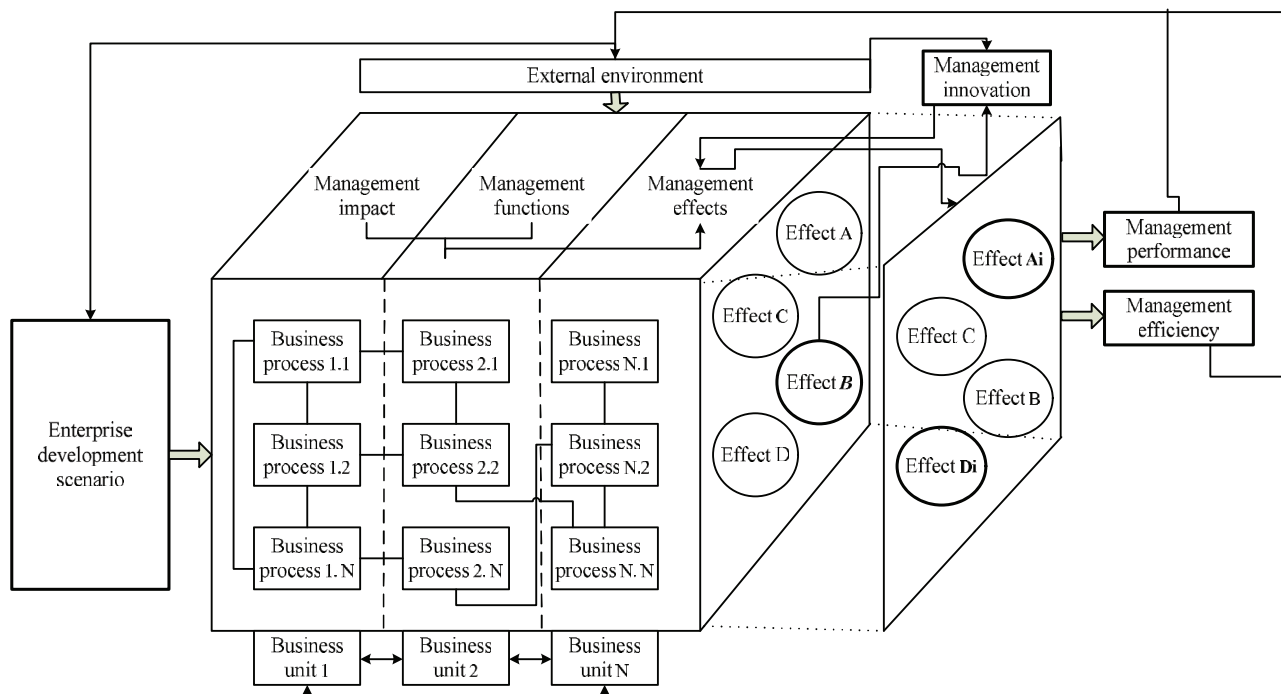 External environment
Management
innovation
Management
impact
Management
functions
Management
effects
Effect A
Effect C
Effect B
Effect D
Effect Ai
Effect C
Effect B
Effect Di
Management
performance
Management
efficiency
Enterprise
development
scenario
Business
process 1.1
Business
process 2.1
Business
process N.1
Business
process 1.2
Business
process 2.2
Business
process N.2
Business
process 1. N
Business
process 2. N
Business
process N. N
Business
unit 1
Business
unit 2
Business
unit N